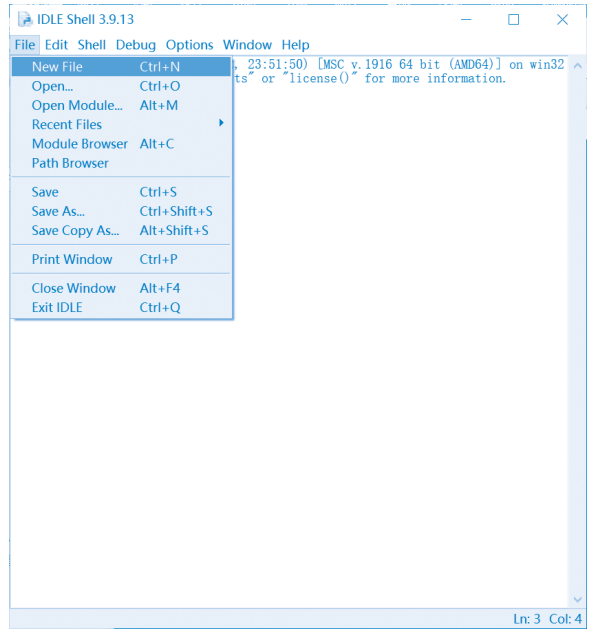 IDLE Shell 3.9.13
File Edit Shell Debug Options Window Help
, 23:51:50) [MSC v.1916 64 bit (AMD64)] on win32
ts" or "license()" for more information.
New File Ctrl+N
Open... Ctrl+O
Open Module... Alt+M
Recent Files
Module Browser Alt+C
Path Browser
Save Ctrl+S
Save As... Ctrl+Shift+S
Save Copy As... Alt+Shift+S
Print Window Ctrl+P
Close Window Alt+F4
Exit IDLE Ctrl+Q
Ln: 3 Col: 4